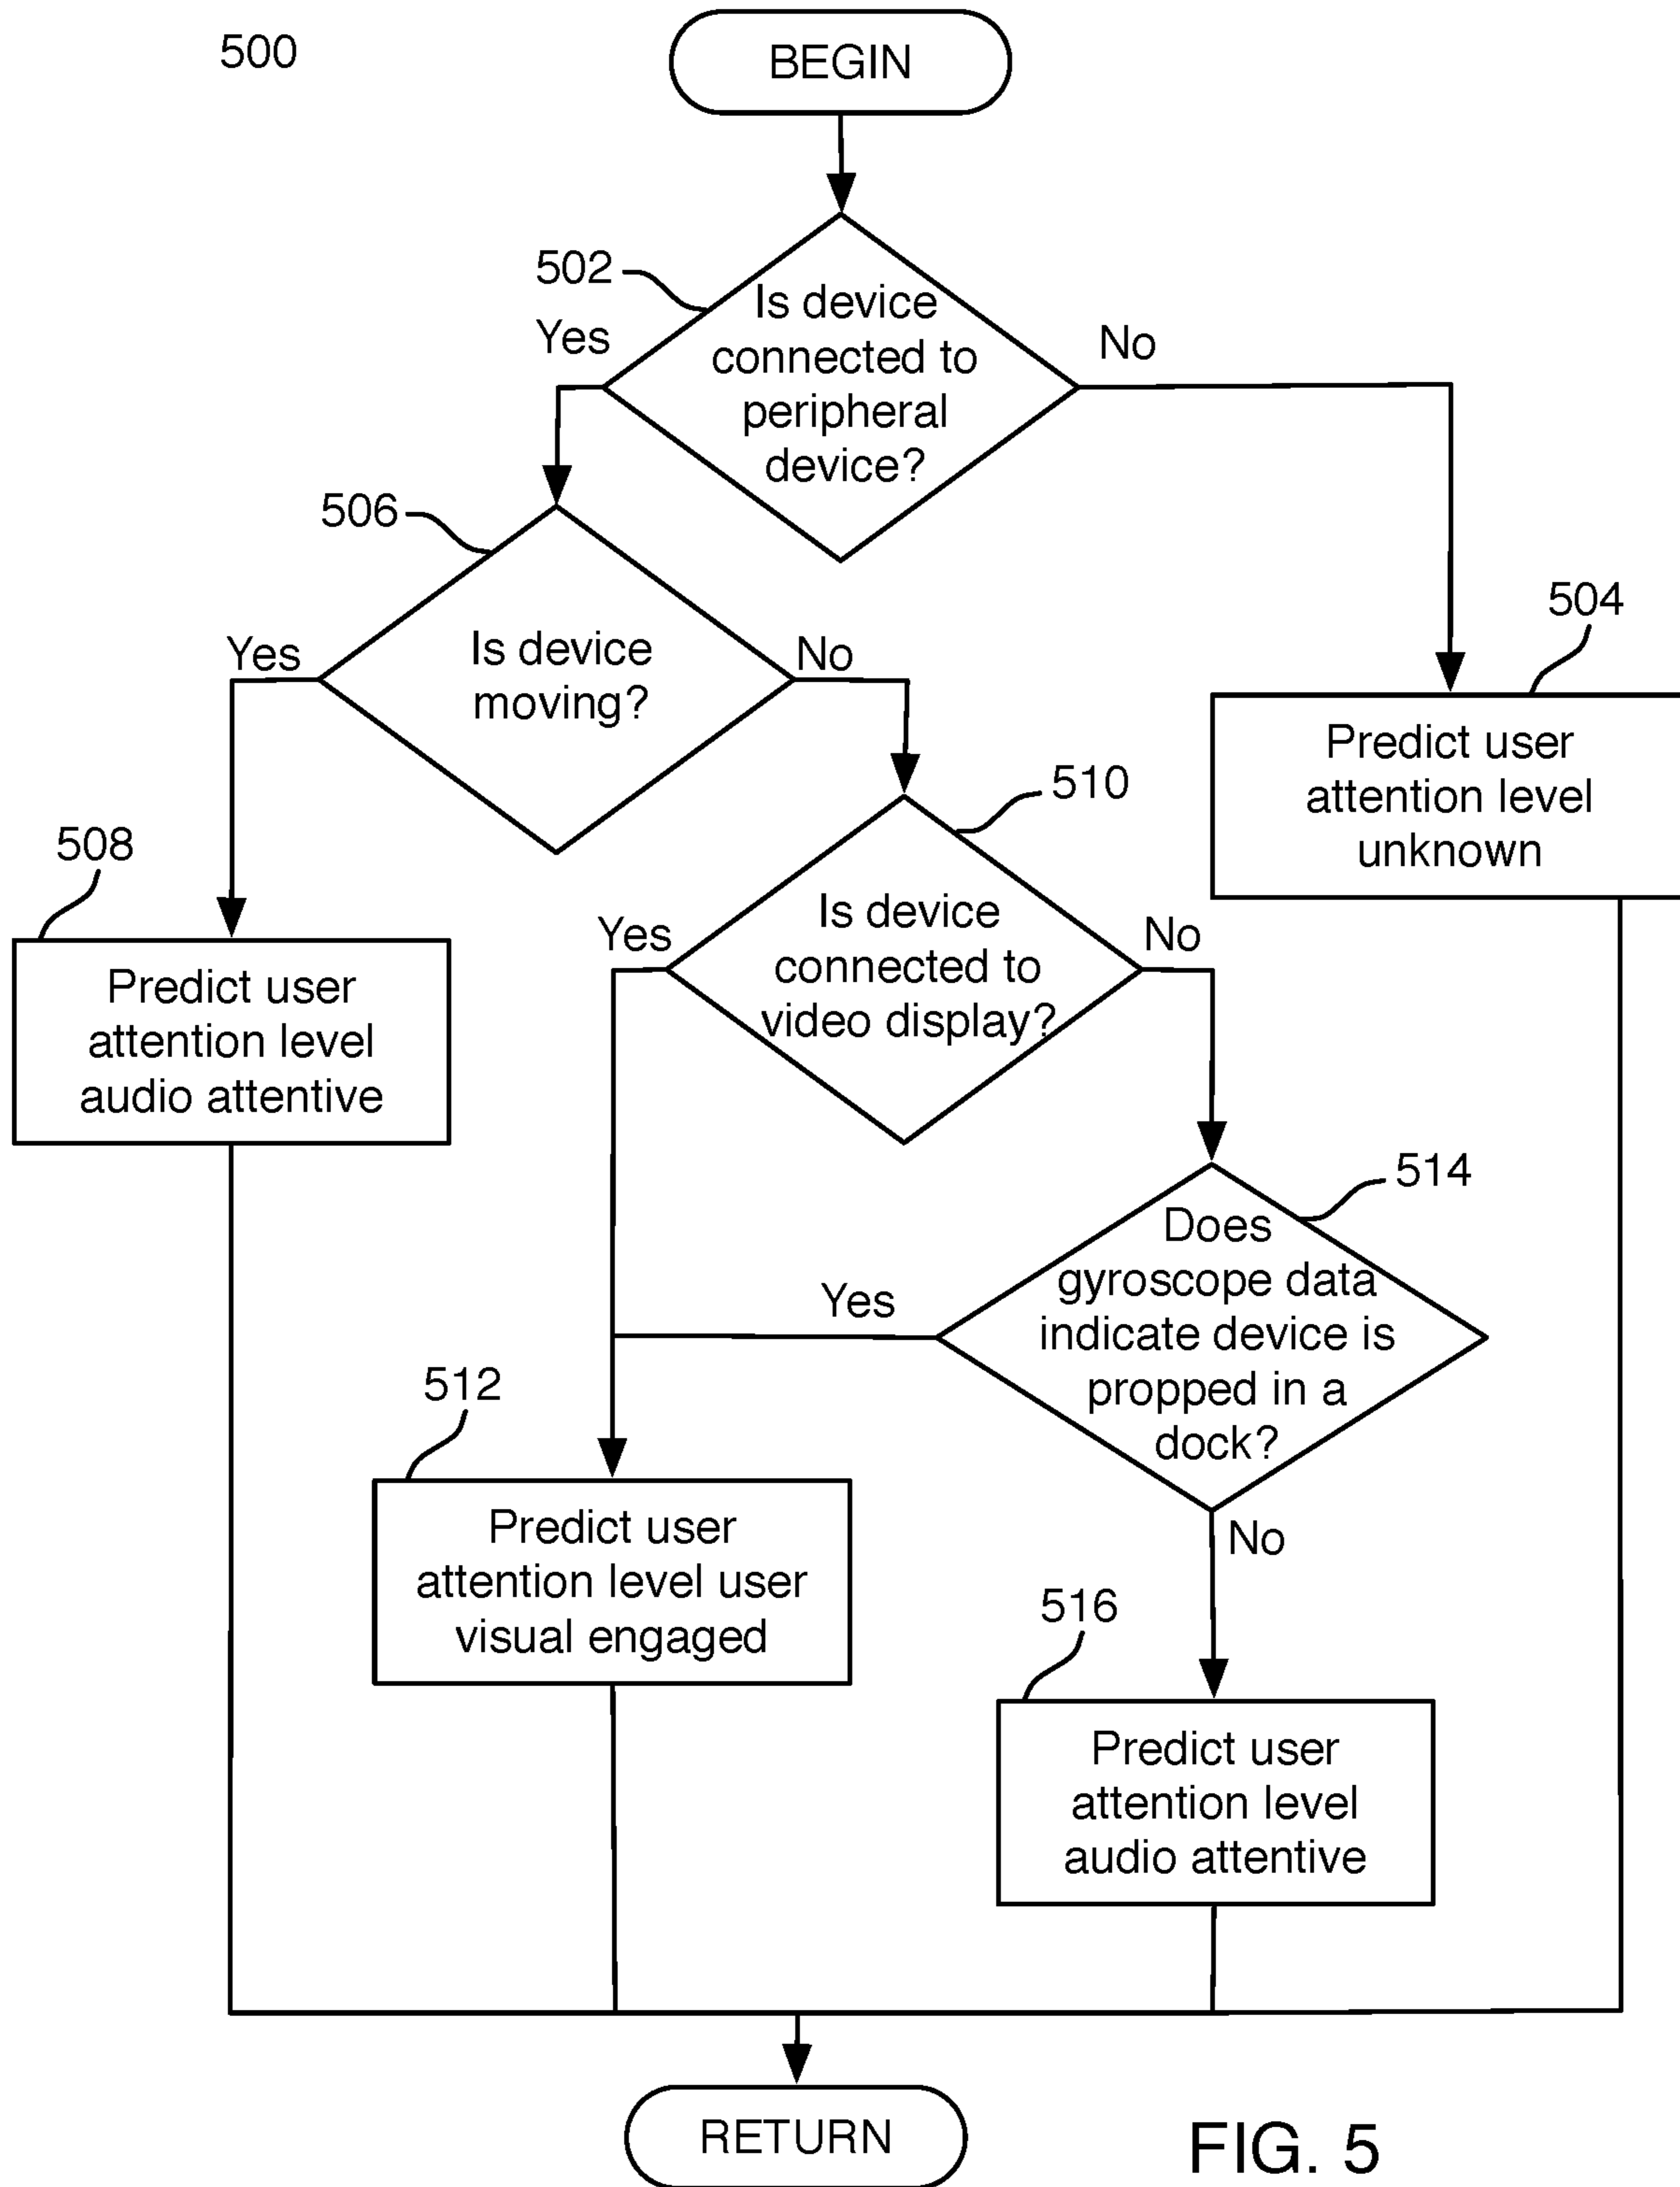 500
BEGIN
502
Is device
connected to
peripheral
device?
Yes
No
506
Is device
moving?
Yes
No
504
Predict user
attention level
unknown
510
Is device
connected to
video display?
Yes
No
508
Predict user
attention level
audio attentive
514
Does
gyroscope data
indicate device is
propped in a
dock?
Yes
No
512
Predict user
attention level user
visual engaged
516
Predict user
attention level
audio attentive
RETURN
FIG. 5